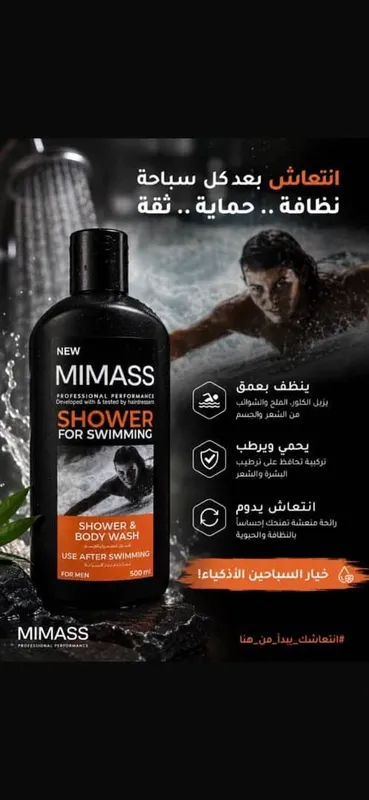 انتعاش بعد كل سباحة
نظافة .. حماية .. ثقة
NEW
MIMASS
PROFESSIONAL PERFORMANCE
Developed with & tested by hairdressers
SHOWER
FOR SWIMMING
SHOWER &
BODY WASH
USE AFTER SWIMMING
FOR MEN
500 ml
ينظف بعمق
يزيل الكلور، الملح والشوائب
من الشعر والجسم
يحمي ويرطب
تركيبة تحافظ على ترطيب
البشرة والشعر
انتعاش يدوم
رائحة منعشة تمنحك إحساساً
بالنظافة والحيوية
خيار السباحين الأذكياء!
MIMASS
PROFESSIONAL PERFORMANCE
#انتعاشك_يبدأ_من_هنا